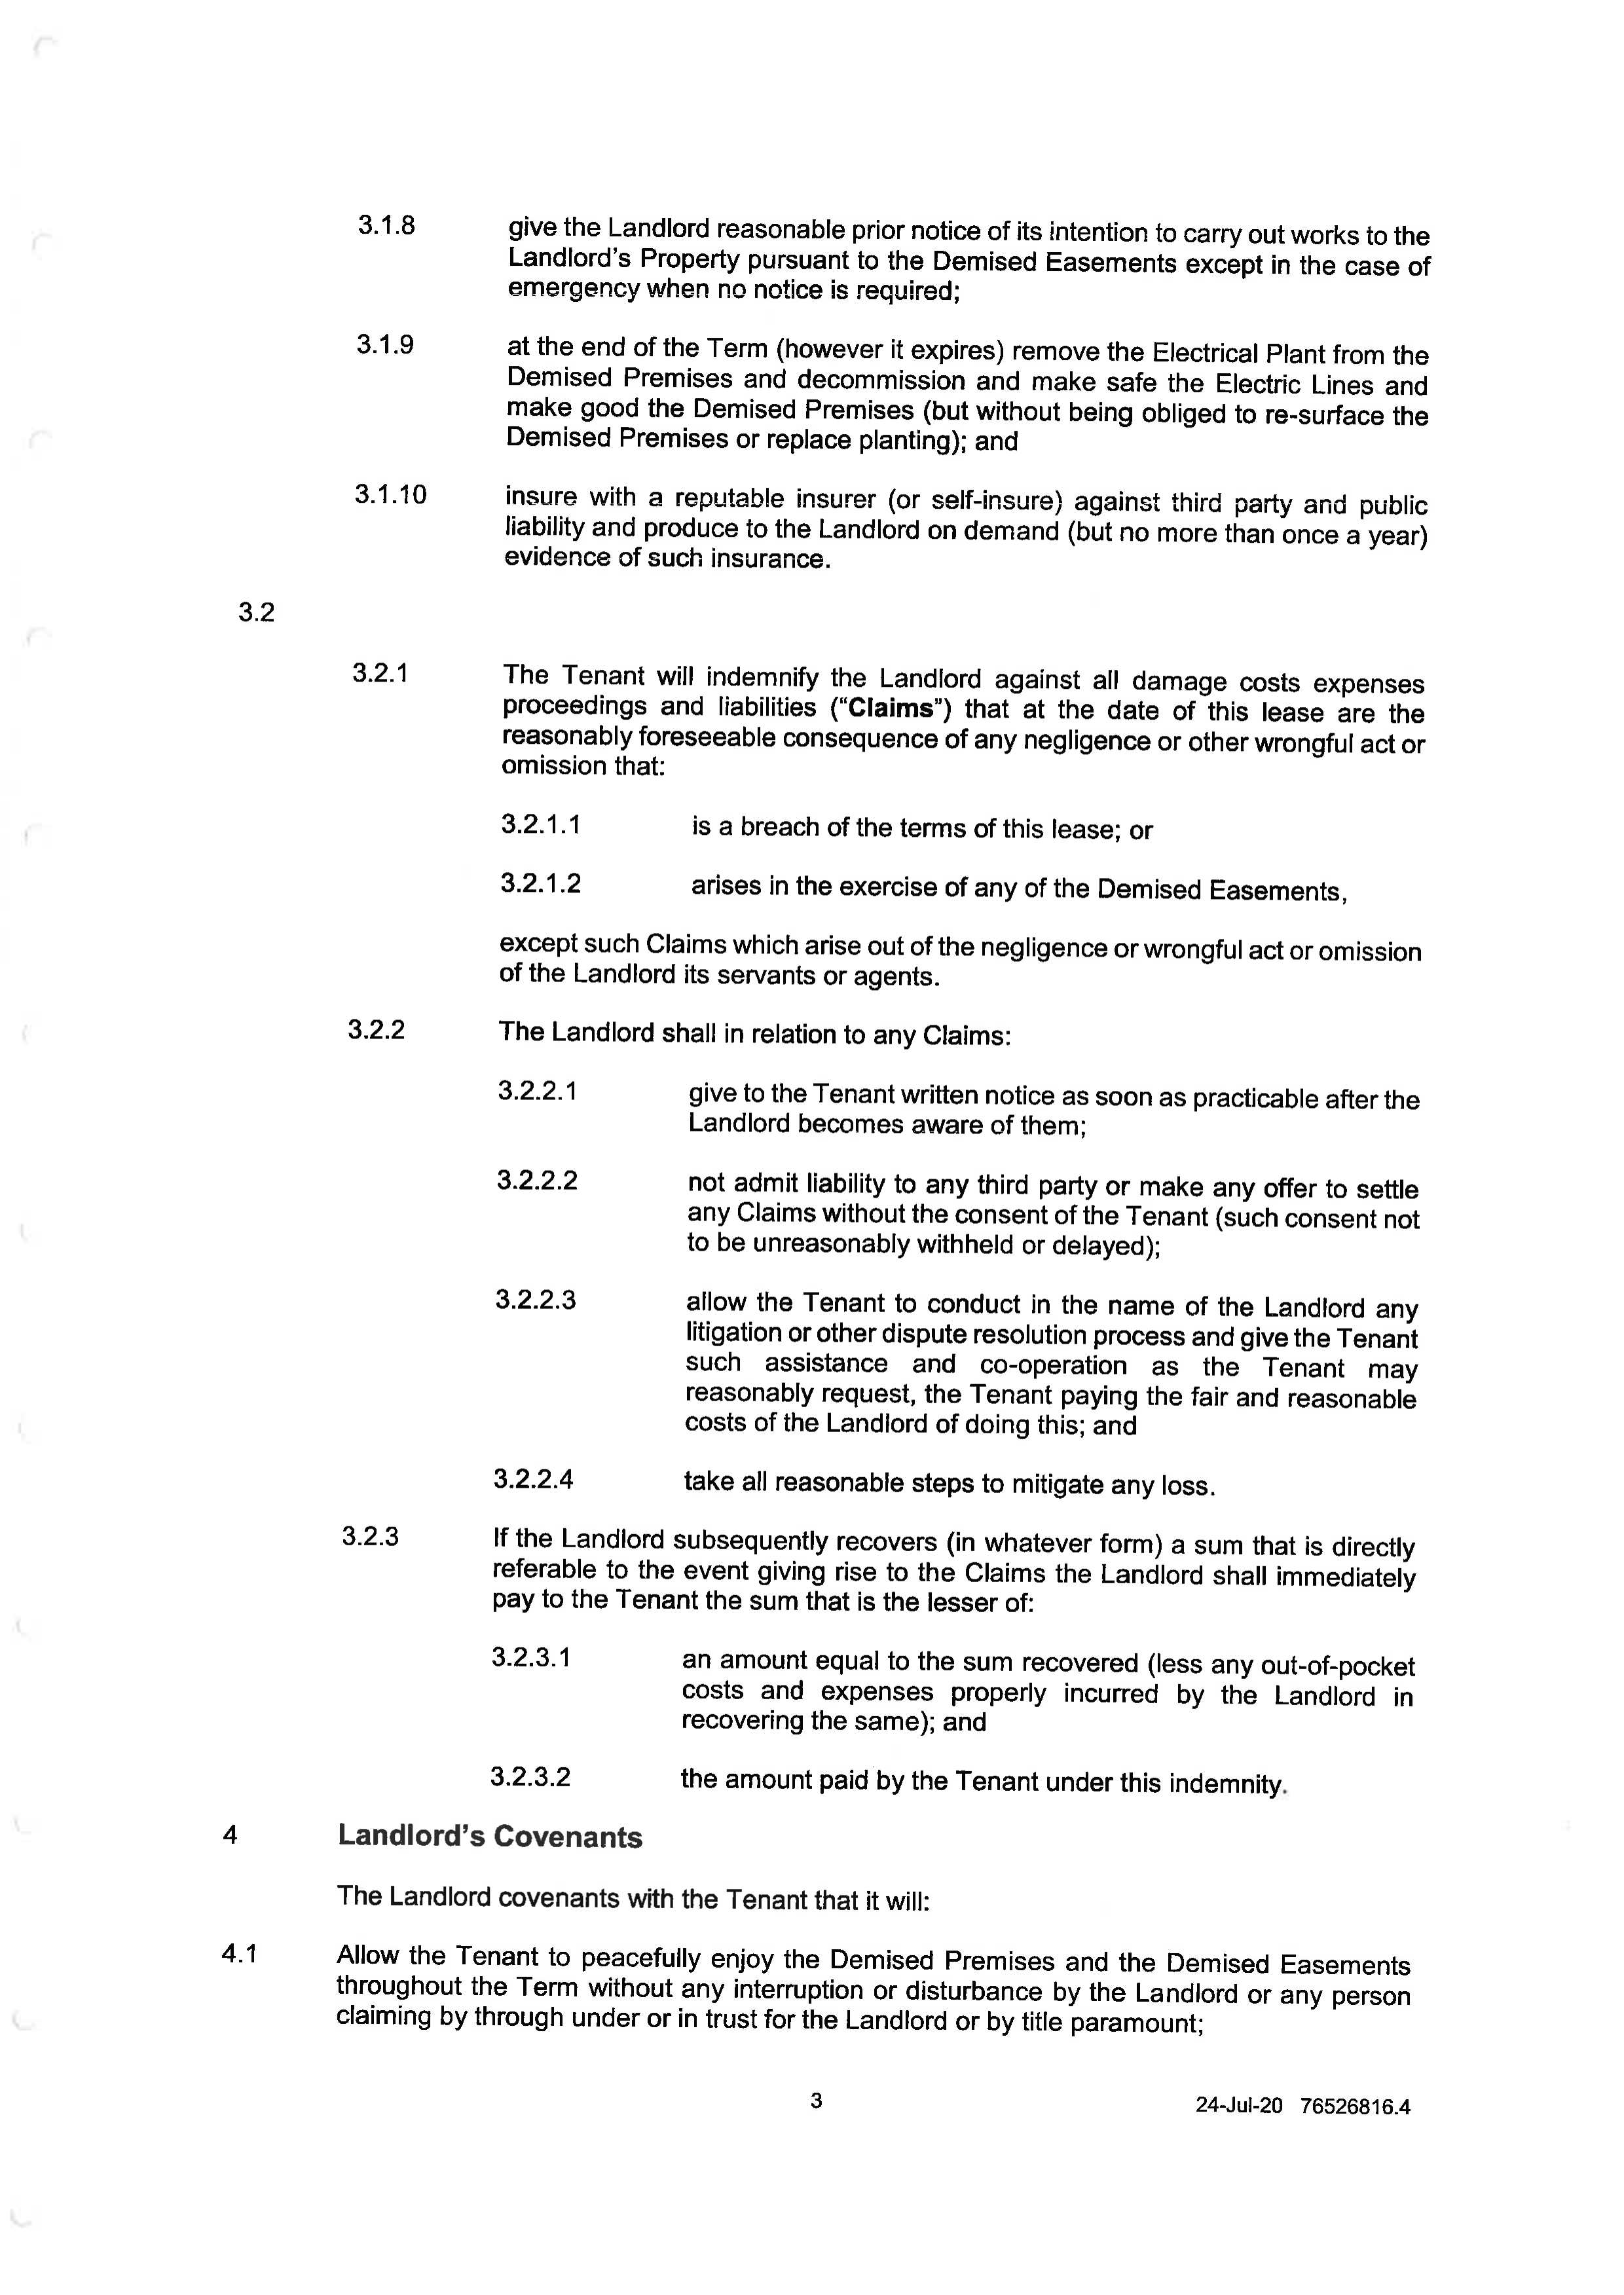 3.1.8 give the Landlord reasonable prior notice of its intention to carry out works to the
Landlord's Property pursuant to the Demised Easements except in the case of
emergency when no notice is required;
3.1.9 at the end of the Term (however it expires) remove the Electrical Plant from the
Demised Premises and decommission and make safe the Electric Lines and
make good the Demised Premises (but without being obliged to re-surface the
Demised Premises or replace planting); and
3.1.10 insure with a reputable insurer (or self-insure) against third party and public
liability and produce to the Landlord on demand (but no more than once a year)
evidence of such insurance.
3.2
3.2.1 The Tenant will indemnify the Landlord against all damage costs expenses
proceedings and liabilities ("Claims") that at the date of this lease are the
reasonably foreseeable consequence of any negligence or other wrongful act or
omission that:
3.2.1.1 is a breach of the terms of this lease; or
3.2.1.2 arises in the exercise of any of the Demised Easements,
except such Claims which arise out of the negligence or wrongful act or omission
of the Landlord its servants or agents.
3.2.2 The Landlord shall in relation to any Claims:
3.2.2.1 give to the Tenant written notice as soon as practicable after the
Landlord becomes aware of them;
3.2.2.2 not admit liability to any third party or make any offer to settle
any Claims without the consent of the Tenant (such consent not
to be unreasonably withheld or delayed);
3.2.2.3 allow the Tenant to conduct in the name of the Landlord any
litigation or other dispute resolution process and give the Tenant
such assistance and co-operation as the Tenant may
reasonably request, the Tenant paying the fair and reasonable
costs of the Landlord of doing this; and
3.2.2.4 take all reasonable steps to mitigate any loss.
3.2.3 If the Landlord subsequently recovers (in whatever form) a sum that is directly
referable to the event giving rise to the Claims the Landlord shall immediately
pay to the Tenant the sum that is the lesser of:
3.2.3.1 an amount equal to the sum recovered (less any out-of-pocket
costs and expenses properly incurred by the Landlord in
recovering the same); and
3.2.3.2 the amount paid by the Tenant under this indemnity.
4 Landlord's Covenants
The Landlord covenants with the Tenant that it will:
4.1 Allow the Tenant to peacefully enjoy the Demised Premises and the Demised Easements
throughout the Term without any interruption or disturbance by the Landlord or any person
claiming by through under or in trust for the Landlord or by title paramount;
3
24-Jul-20 76526816.4